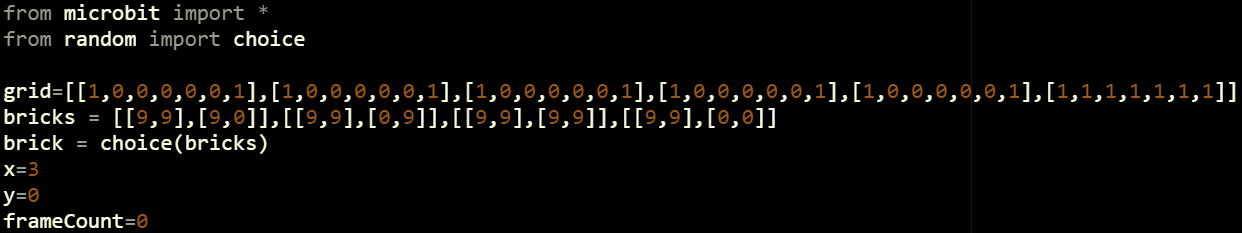 from microbit import *
from random import choice
grid=[[1,0,0,0,0,0,1],[1,0,0,0,0,0,1],[1,0,0,0,0,0,1],[1,0,0,0,0,0,1],[1,0,0,0,0,0,1],[1,1,1,1,1,1,1]]
bricks = [[9,9],[9,0]],[[9,9],[0,9]],[[9,9],[9,9]],[[9,9],[0,0]]
brick = choice(bricks)
x=3
y=0
frameCount=0